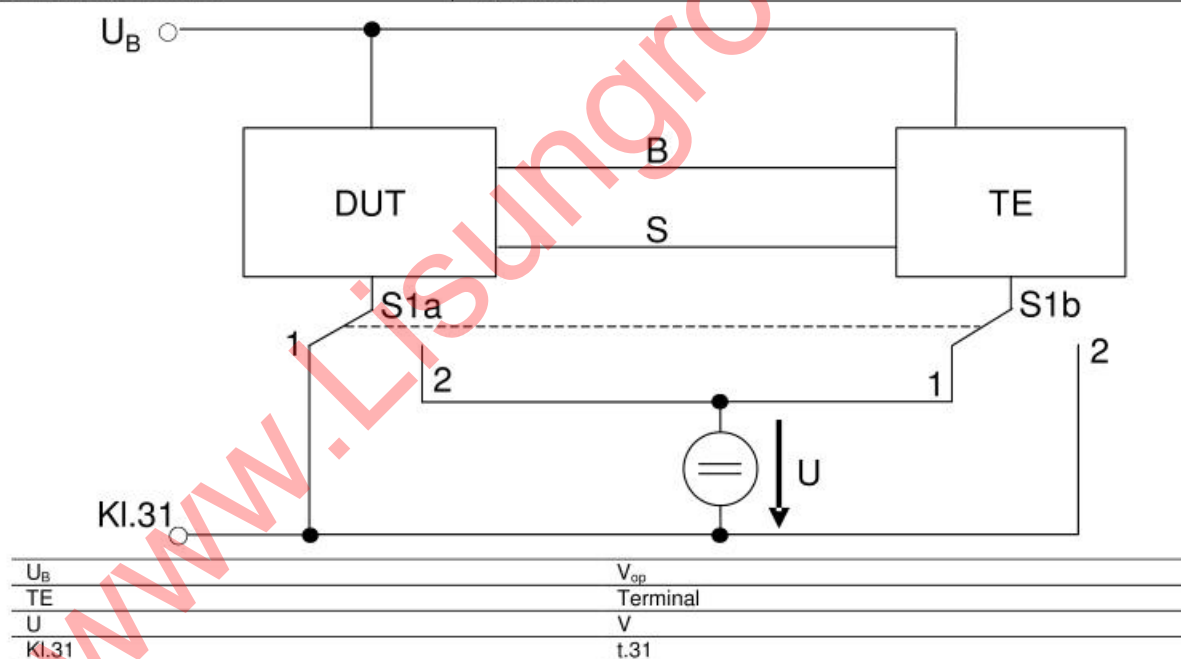 U_B
B
DUT
TE
S
S1a
S1b
1
2
1
2
U
Kl.31
U_B V_op
TE Terminal
U V
Kl.31 t.31
www.Lisungro